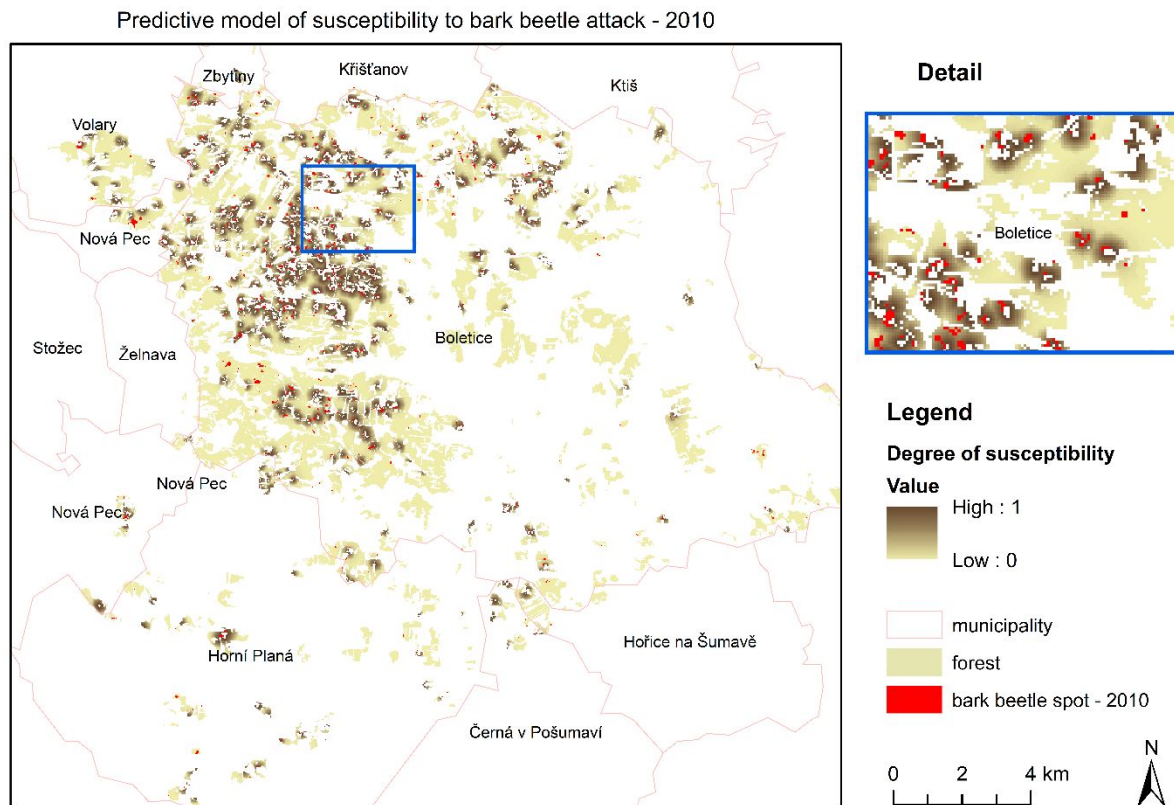 Predictive model of susceptibility to bark beetle attack - 2010
Zbytiny
Křišťanov
Ktiš
Volary
Nová Pec
Stožec
Želnava
Boletice
Nová Pec
Nová Pec
Horní Planá
Hořice na Šumavě
Černá v Pošumaví
Detail
Boletice
Legend
Degree of susceptibility
Value
High : 1
Low : 0
municipality
forest
bark beetle spot - 2010
0 2 4 km
N